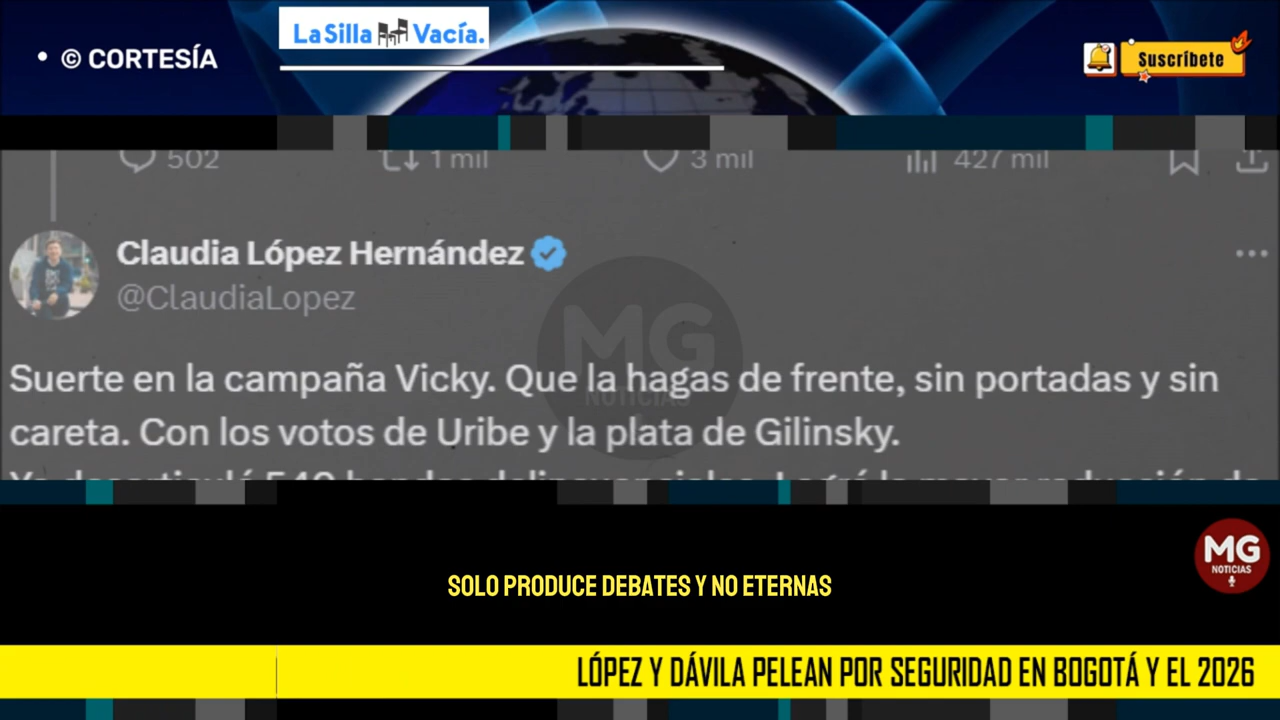 • © CORTESÍA
La Silla Vacía.
Suscríbete
502 1 mil 3 mil 427 mil
Claudia López Hernández
@ClaudiaLopez
Suerte en la campaña Vicky. Que la hagas de frente, sin portadas y sin
careta. Con los votos de Uribe y la plata de Gilinsky.
MG
NOTICIAS
MG
NOTICIAS
SOLO PRODUCE DEBATES Y NO ETERNAS
LÓPEZ Y DÁVILA PELEAN POR SEGURIDAD EN BOGOTÁ Y EL 2026